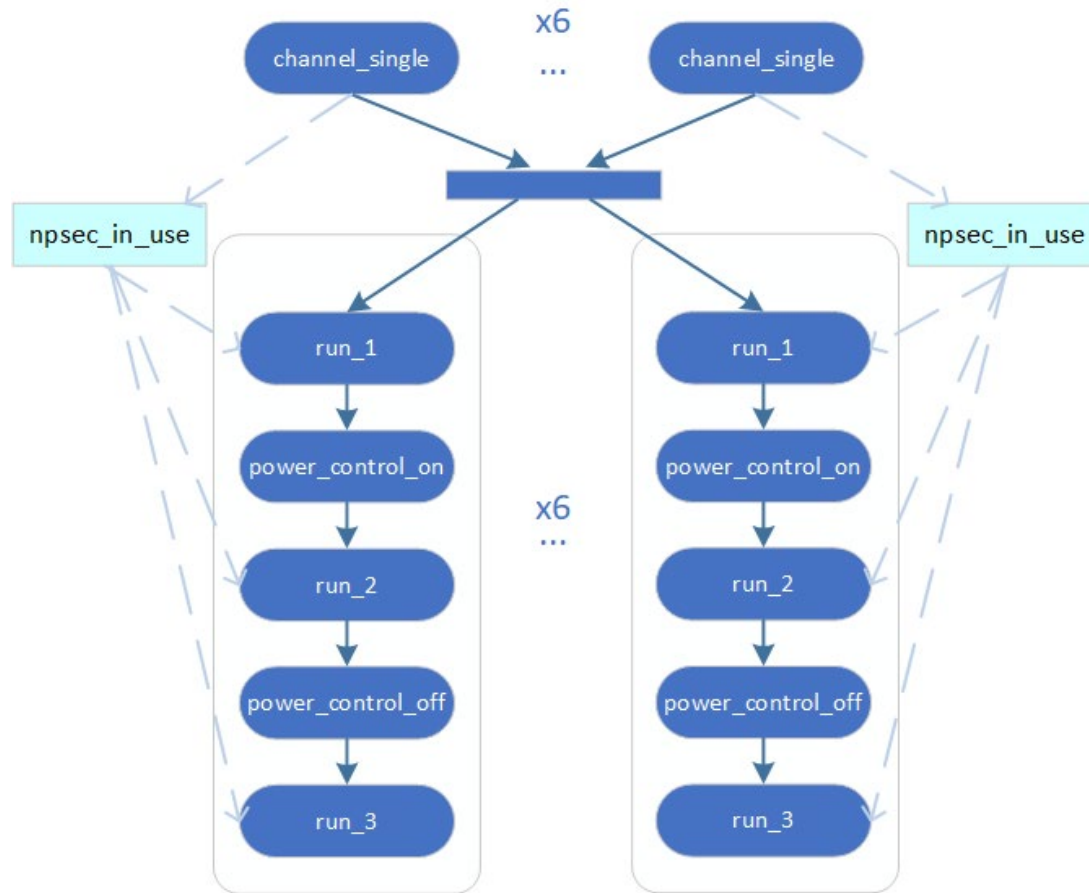 x6
channel_single
channel_single
...
npsec_in_use
npsec_in_use
run_1
run_1
power_control_on
power_control_on
x6
...
run_2
run_2
power_control_off
power_control_off
run_3
run_3